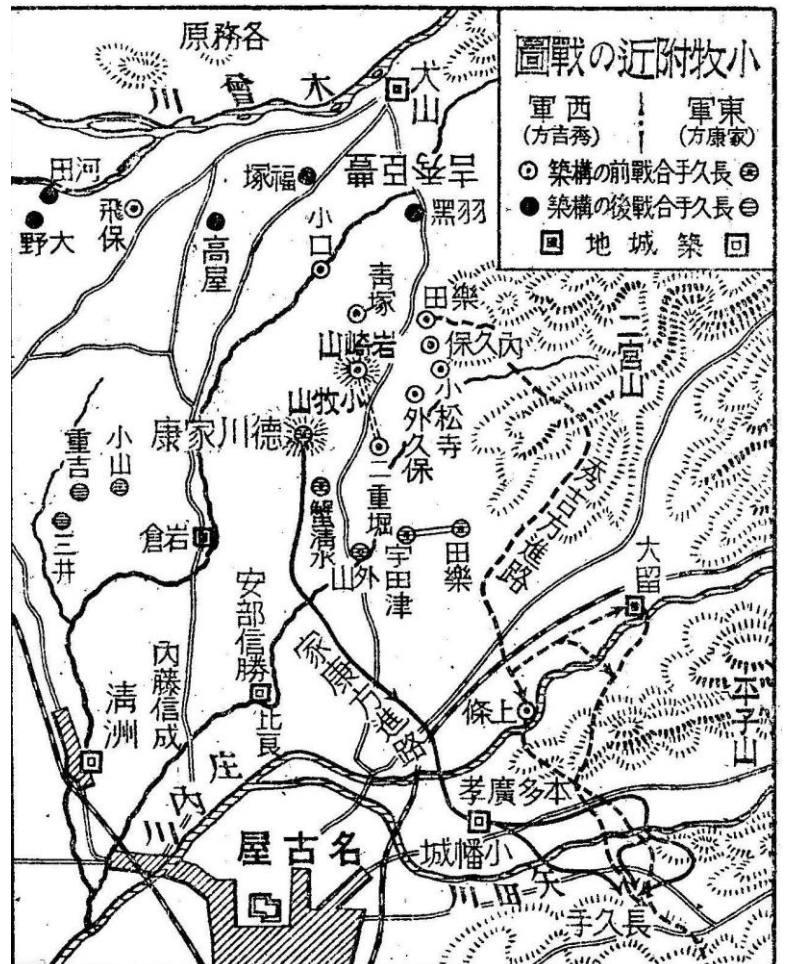 小牧附近の戰圖
東軍
(家康方)
西軍
(秀吉方)
長久手合戰前の構築
長久手合戰後の構築
築城地
各務原
木曾川
犬山
豊臣秀吉
河田
大野
飛保
福塚
高屋
小口
羽黑
青塚
樂田
岩崎山
內久保
小松寺
外久保
二宮山
小牧山
德川家康
二重堀
重吉
小山
三井
岩倉
蟹清水
外山
宇田津
田樂
秀吉方進路
大留
安部信勝
比良
內藤信成
清洲
家康方進路
上條
平子山
庄內川
本多廣孝
小幡城
名古屋
矢田川
長久手